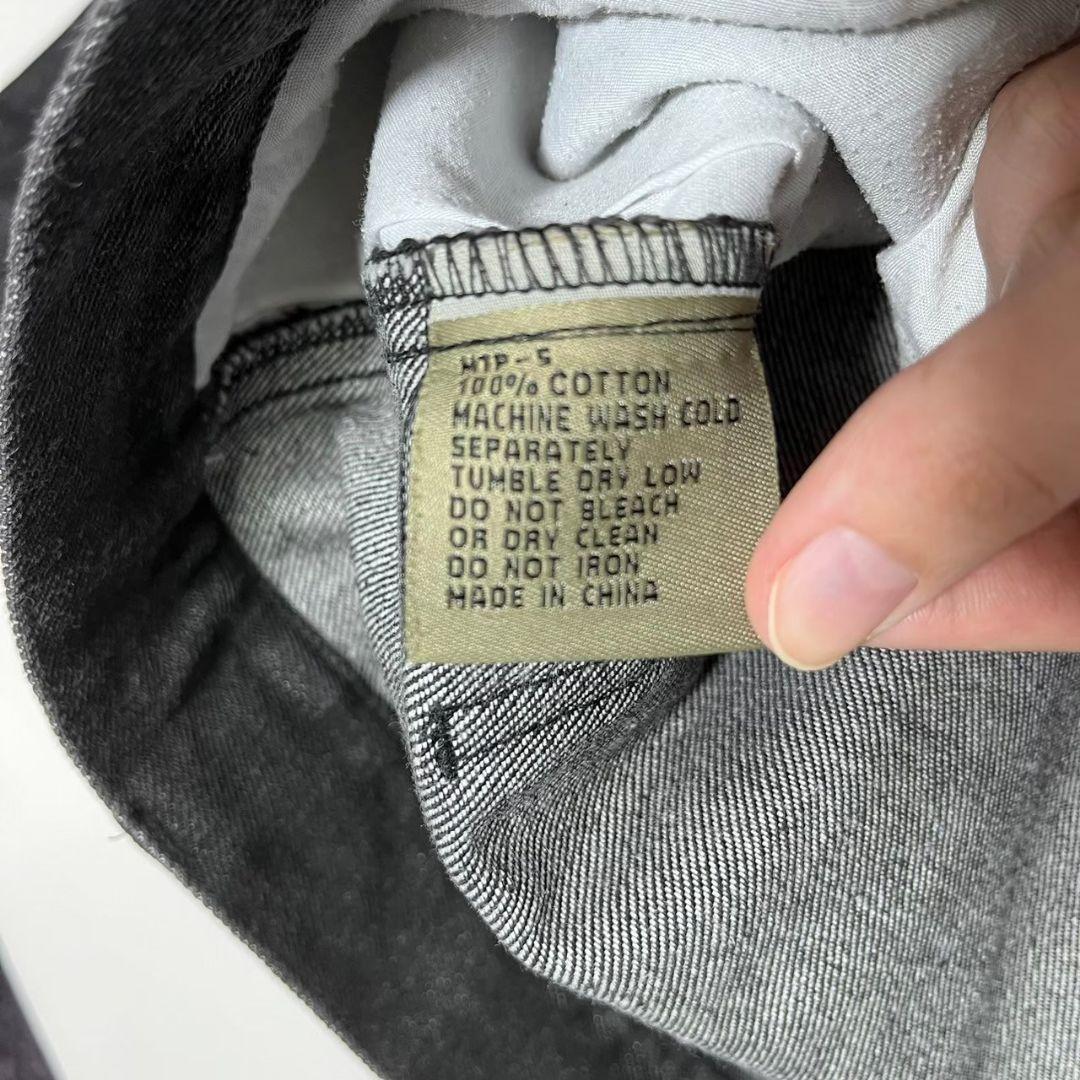 M7P-5
100% COTTON
MACHINE WASH COLD
SEPARATELY
TUMBLE DRY LOW
DO NOT BLEACH
OR DRY CLEAN
DO NOT IRON
MADE IN CHINA